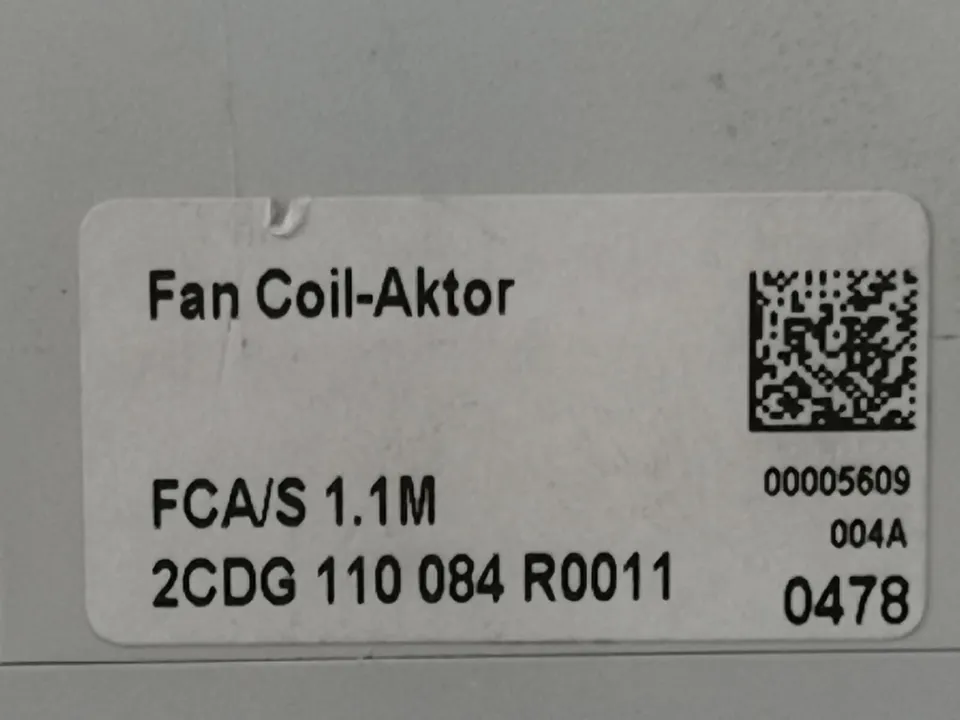 Fan Coil-Aktor
FCA/S 1.1M
2CDG 110 084 R0011
00005609
004A
0478